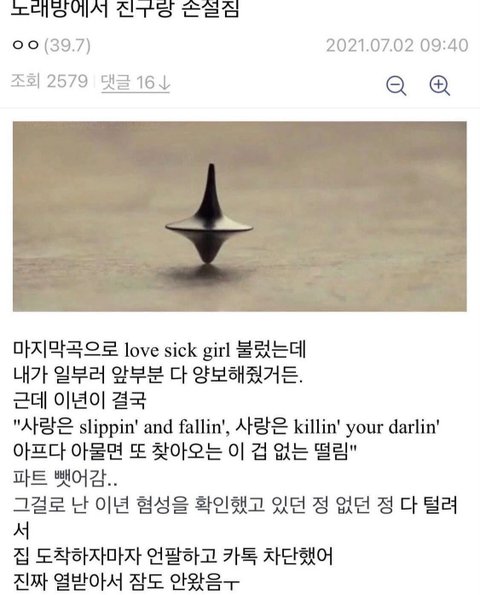 노래방에서 친구랑 손절침
ㅇㅇ(39.7)
2021.07.02 09:40
조회 2579 댓글 16↓
마지막곡으로 love sick girl 불렀는데
내가 일부러 앞부분 다 양보해줬거든.
근데 이년이 결국
"사랑은 slippin' and fallin', 사랑은 killin' your darlin'
아프다 아물면 또 찾아오는 이 겁 없는 떨림"
파트 뺏어감..
그걸로 난 이년 혐성을 확인했고 있던 정 없던 정 다 털려
서
집 도착하자마자 언팔하고 카톡 차단했어
진짜 열받아서 잠도 안왔음ㅜ